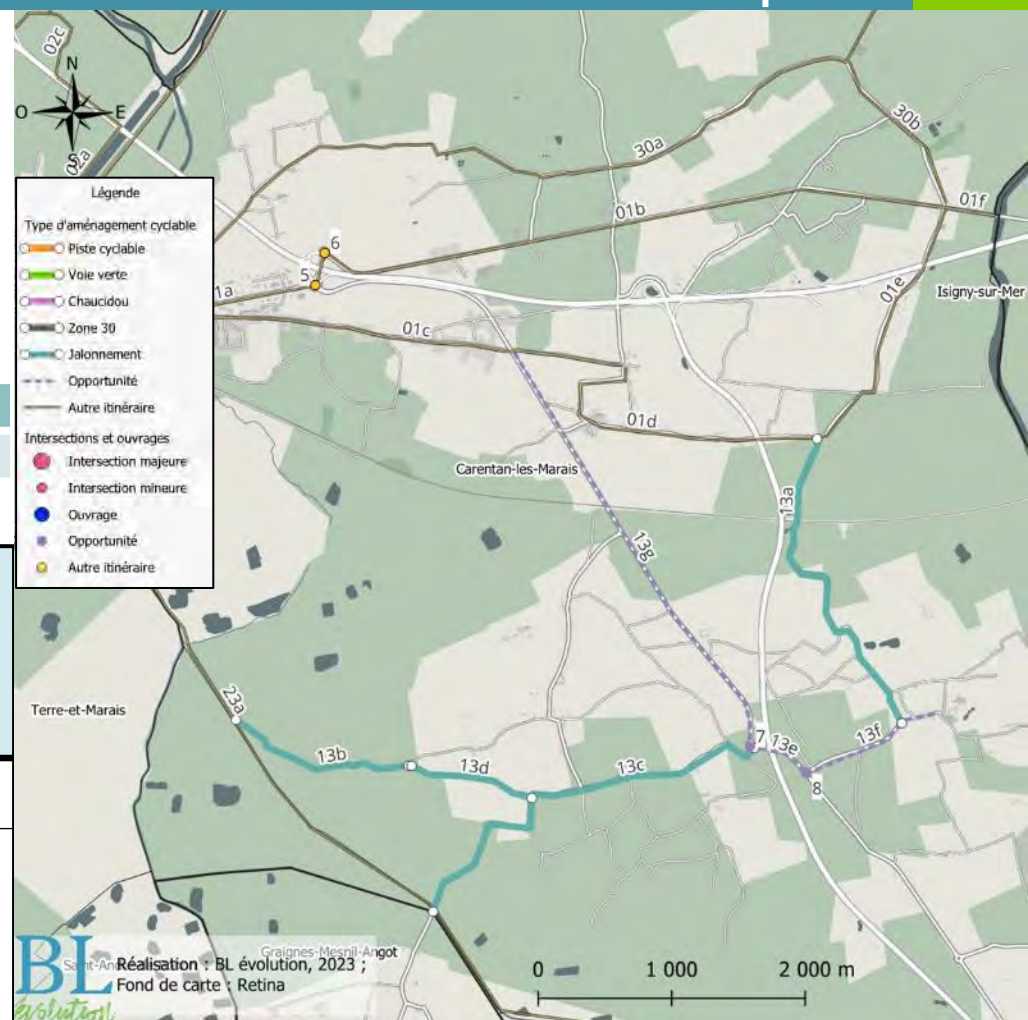 02c
N
O
E
S
02a
Légende
Type d'aménagement cyclable
Piste cyclable
Voie verte
Chaucidou
Zone 30
Jalonnement
Opportunité
Autre itinéraire
Intersections et ouvrages
Intersection majeure
Intersection mineure
Ouvrage
Opportunité
Autre itinéraire
30a
30b
01b
01f
6
5
1a
01c
01e
Isigny-sur-Mer
01d
Carentan-les-Marais
13a
13g
Terre-et-Marais
23a
13b
13d
13c
7
13e
13f
8
Graignes-Mesnil-Angot
BL
évolution
Réalisation : BL évolution, 2023 ;
Fond de carte : Retina
0 1 000 2 000 m